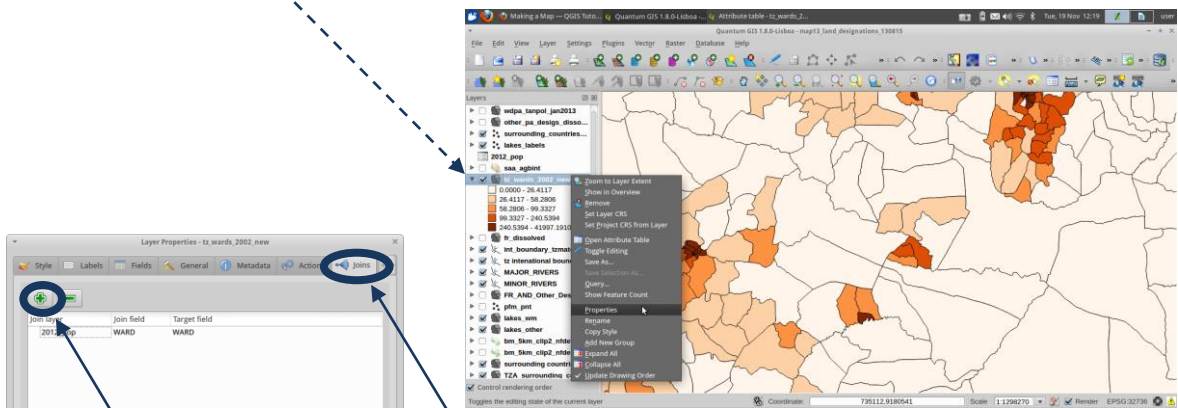 Making a Map — QGIS Tuto... Quantum GIS 1.8.0-Lisboa -... Attribute table - tz_wards_2... Tue, 19 Nov 12:19 user
Quantum GIS 1.8.0-Lisboa - map13_land_designations_130815
File Edit View Layer Settings Plugins Vector Raster Database Help
Layers
wdpa_tanpol_jan2013
other_pa_desigs_disso...
surrounding_countries...
lakes_labels
2012_pop
saa_agbint
tz_wards_2002_new
0.0000 - 26.4117
26.4117 - 58.2806
58.2806 - 99.3327
99.3327 - 240.5394
240.5394 - 41997.1910
fr_dissolved
int_boundary_tzmat
tz intenational boun
MAJOR_RIVERS
MINOR_RIVERS
FR_AND_Other_Des
pfm_pnt
lakes_wm
lakes_other
bm_5km_clip2_nfde
bm_5km_clip2_nfde
surrounding countri
TZA_surrounding_c
Control rendering order
Zoom to Layer Extent
Show in Overview
Remove
Set Layer CRS
Set Project CRS from Layer
Open Attribute Table
Toggle Editing
Save As...
Save Selection As...
Query...
Show Feature Count
Properties
Rename
Copy Style
Add New Group
Expand All
Collapse All
Update Drawing Order
Toggles the editing state of the current layer Coordinate: 735112,9180541 Scale 1:1298270 Render EPSG:32736
Layer Properties - tz_wards_2002_new
Style Labels Fields General Metadata Action Joins
Join layer Join field Target field
2012_pop WARD WARD